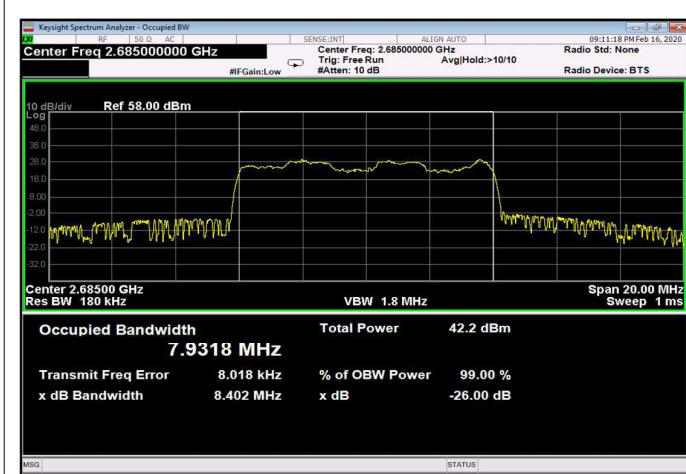 Keysight Spectrum Analyzer - Occupied BW
LXI RF 50 Ω AC SENSE:INT ALIGN AUTO 09:11:18 PM Feb 16, 2020
Center Freq 2.685000000 GHz Center Freq: 2.685000000 GHz Radio Std: None
Trig: Free Run Avg|Hold:>10/10
#IFGain:Low #Atten: 10 dB Radio Device: BTS
10 dB/div Ref 58.00 dBm
Log
48.0
38.0
28.0
18.0
8.00
-2.00
-12.0
-22.0
-32.0
Center 2.68500 GHz Span 20.00 MHz
Res BW 180 kHz VBW 1.8 MHz Sweep 1 ms
Occupied Bandwidth Total Power 42.2 dBm
7.9318 MHz
Transmit Freq Error 8.018 kHz % of OBW Power 99.00 %
x dB Bandwidth 8.402 MHz x dB -26.00 dB
MSG STATUS